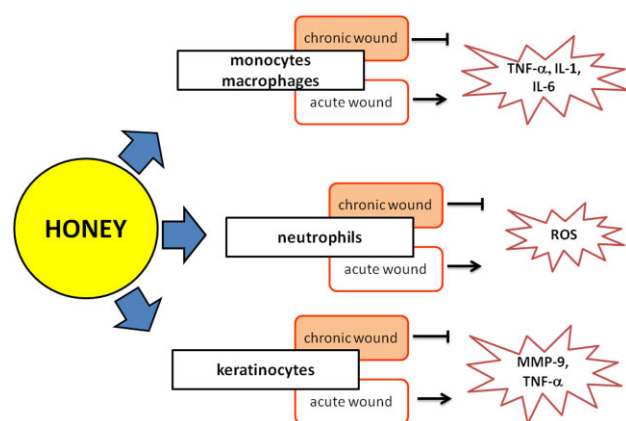 chronic wound
monocytes
macrophages
acute wound
TNF-α, IL-1,
IL-6
HONEY
chronic wound
neutrophils
acute wound
ROS
chronic wound
keratinocytes
acute wound
MMP-9,
TNF-α